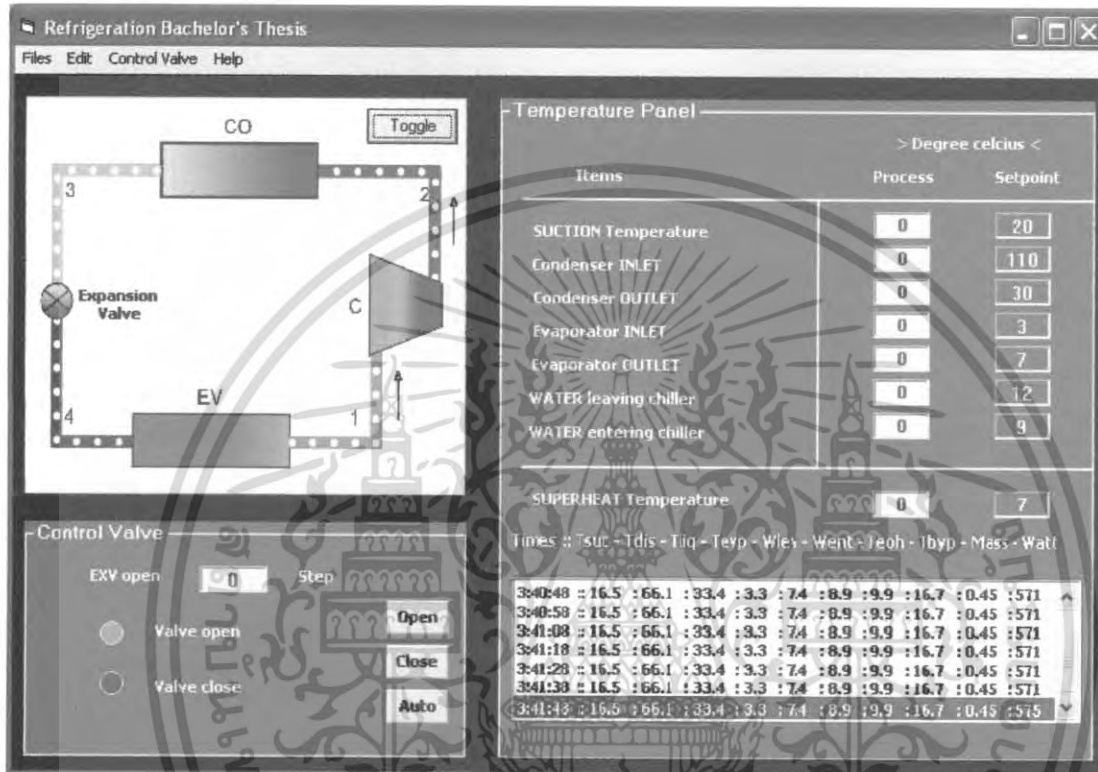 Refrigeration Bachelor's Thesis
Files Edit Control Valve Help
CO
Toggle
3
2
Expansion
Valve
C
EV
4
1
Control Valve
EXV open 0 Step
Valve open
Valve close
Open
Close
Auto
Temperature Panel
> Degree celcius <
Items Process Setpoint
SUCTION Temperature 0 20
Condenser INLET 0 110
Condenser OUTLET 0 30
Evaporator INLET 0 3
Evaporator OUTLET 0 7
WATER leaving chiller 0 12
WATER entering chiller 0 9
SUPERHEAT Temperature 0 7
Times :: Tsuc - Tdis - Tliq - Tevp - Wlev - Went - Teoh - Tbyp - Mass - Watt
3:40:48 :: 16.5 : 66.1 : 33.4 : 3.3 : 7.4 : 8.9 : 9.9 : 16.7 : 0.45 : 571
3:40:58 :: 16.5 : 66.1 : 33.4 : 3.3 : 7.4 : 8.9 : 9.9 : 16.7 : 0.45 : 571
3:41:08 :: 16.5 : 66.1 : 33.4 : 3.3 : 7.4 : 8.9 : 9.9 : 16.7 : 0.45 : 571
3:41:18 :: 16.5 : 66.1 : 33.4 : 3.3 : 7.4 : 8.9 : 9.9 : 16.7 : 0.45 : 571
3:41:28 :: 16.5 : 66.1 : 33.4 : 3.3 : 7.4 : 8.9 : 9.9 : 16.7 : 0.45 : 571
3:41:38 :: 16.5 : 66.1 : 33.4 : 3.3 : 7.4 : 8.9 : 9.9 : 16.7 : 0.45 : 571
3:41:43 :: 16.5 : 66.1 : 33.4 : 3.3 : 7.4 : 8.9 : 9.9 : 16.7 : 0.45 : 575